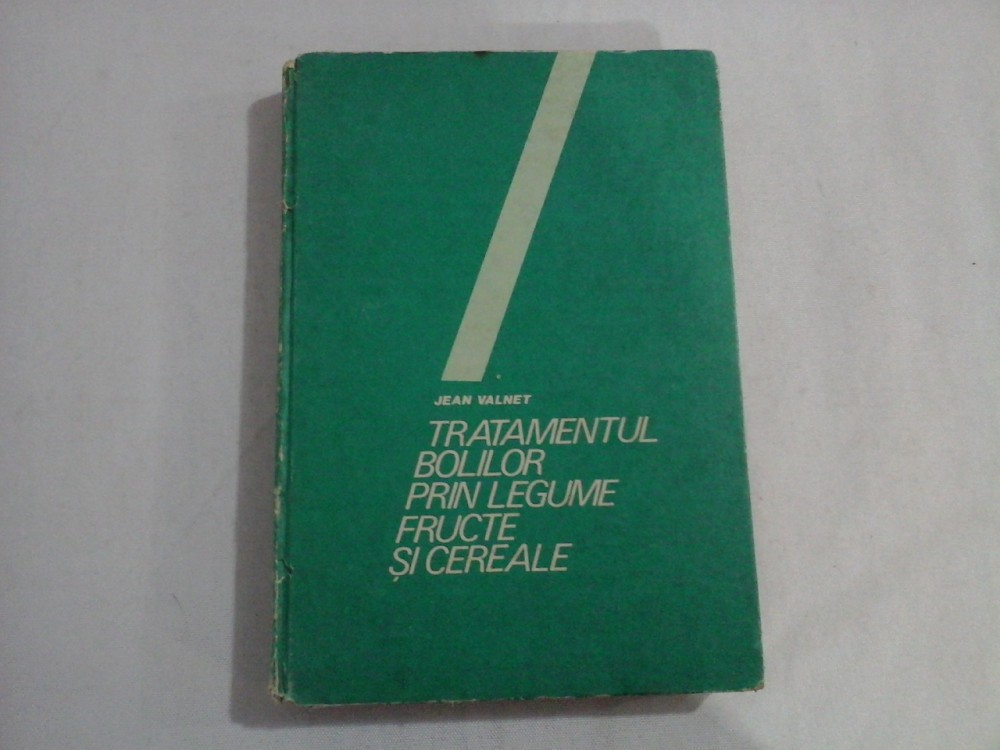 JEAN VALNET
TRATAMENTUL
BOLILOR
PRIN LEGUME
FRUCTE
ȘI CEREALE